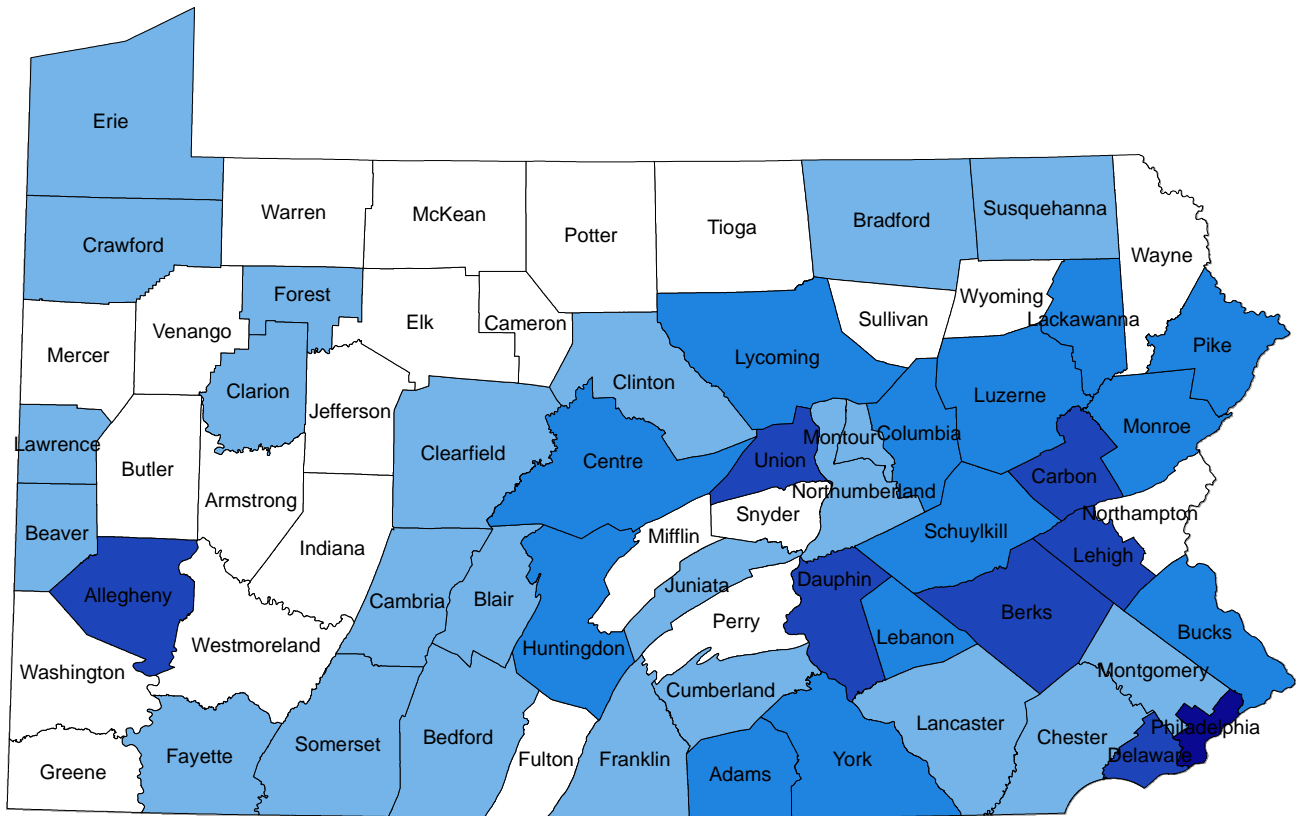 Erie
Warren
McKean
Potter
Tioga
Bradford
Susquehanna
Crawford
Wayne
Forest
Venango
Elk
Cameron
Sullivan
Wyoming
Lackawanna
Mercer
Lycoming
Pike
Clarion
Clinton
Luzerne
Jefferson
Lawrence
Butler
Clearfield
Centre
Union
Montour
Columbia
Monroe
Carbon
Armstrong
Northumberland
Snyder
Northampton
Beaver
Indiana
Mifflin
Schuylkill
Lehigh
Allegheny
Cambria
Blair
Juniata
Dauphin
Berks
Perry
Lebanon
Bucks
Westmoreland
Huntingdon
Washington
Cumberland
Montgomery
Lancaster
Philadelphia
Greene
Fayette
Somerset
Bedford
Fulton
Franklin
Adams
York
Chester
Delaware